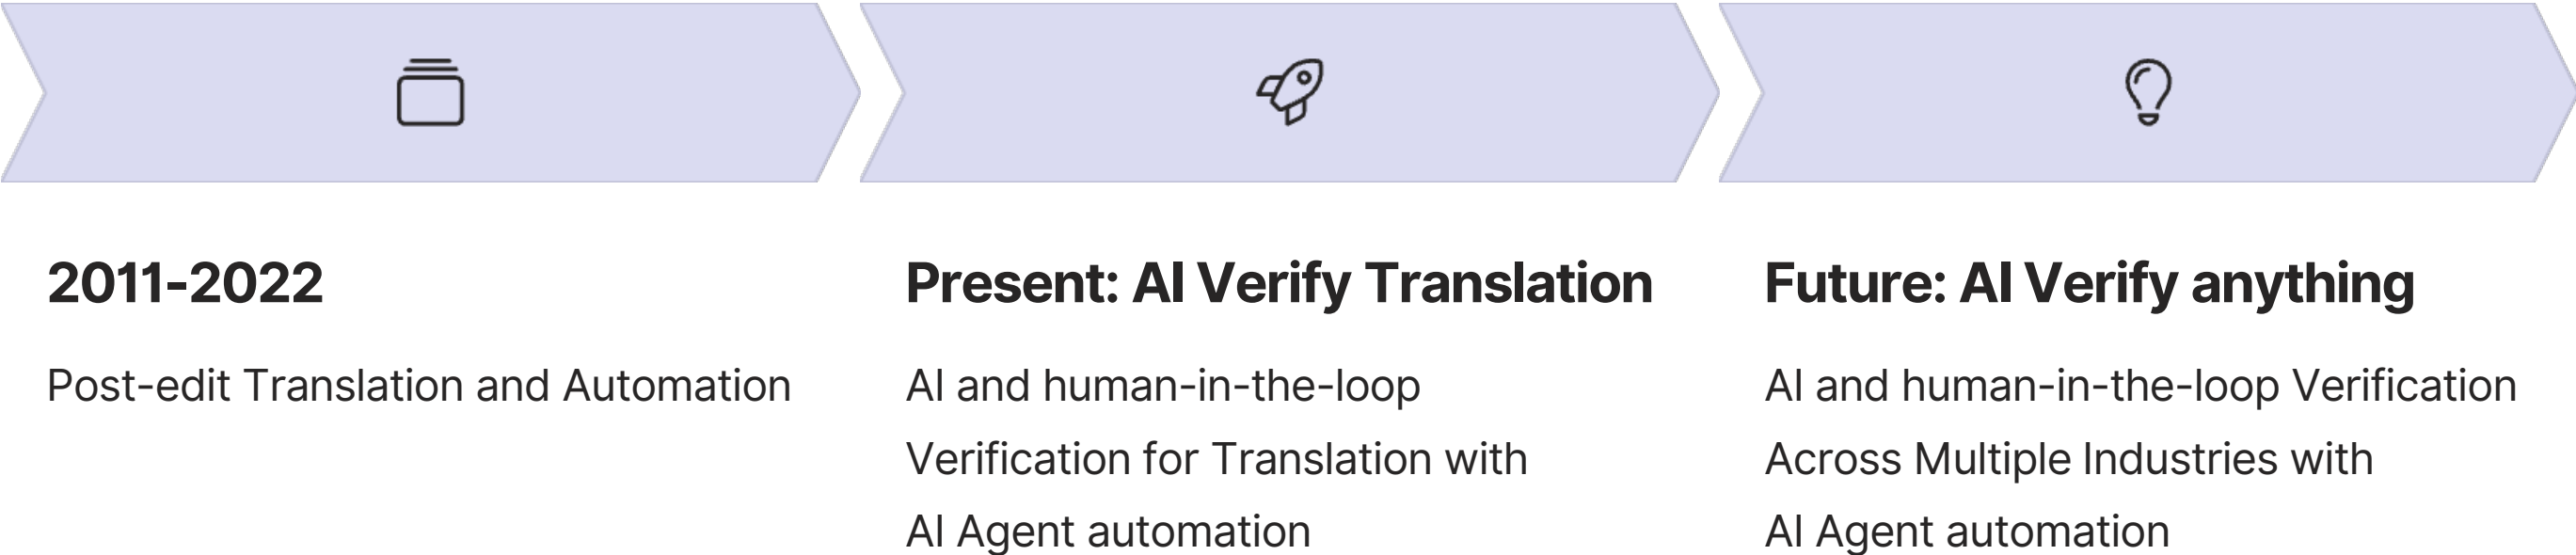 2011-2022
Post-edit Translation and Automation
Present: AI Verify Translation
AI and human-in-the-loop
Verification for Translation with
AI Agent automation
Future: AI Verify anything
AI and human-in-the-loop Verification
Across Multiple Industries with
AI Agent automation